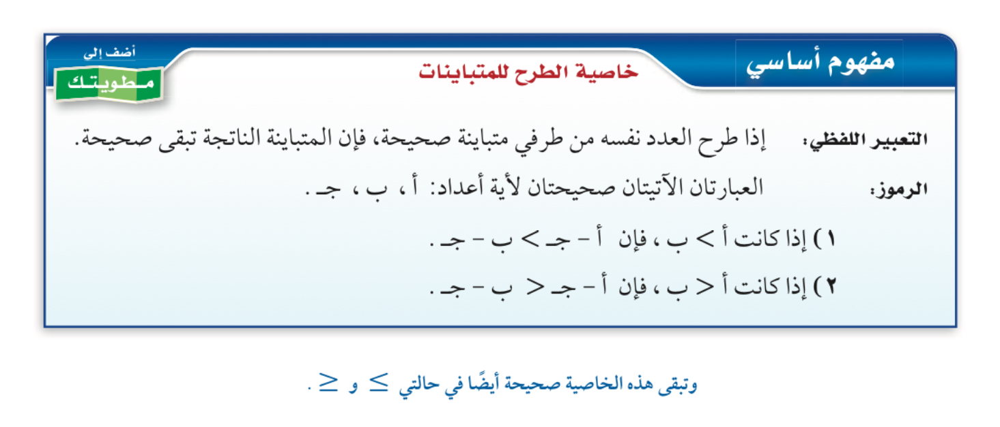 مفهوم أساسي
خاصية الطرح للمتباينات
أضف إلى
مطويتك
التعبير اللفظي: إذا طرح العدد نفسه من طرفي متباينة صحيحة، فإن المتباينة الناتجة تبقى صحيحة.
الرموز: العبارتان الآتيتان صحيحتان لأية أعداد: أ ، ب ، جـ .
١) إذا كانت أ < ب ، فإن أ – جـ < ب – جـ .
٢) إذا كانت أ > ب ، فإن أ – جـ > ب – جـ .
وتبقى هذه الخاصية صحيحة أيضًا في حالتي ≤ و ≥ .